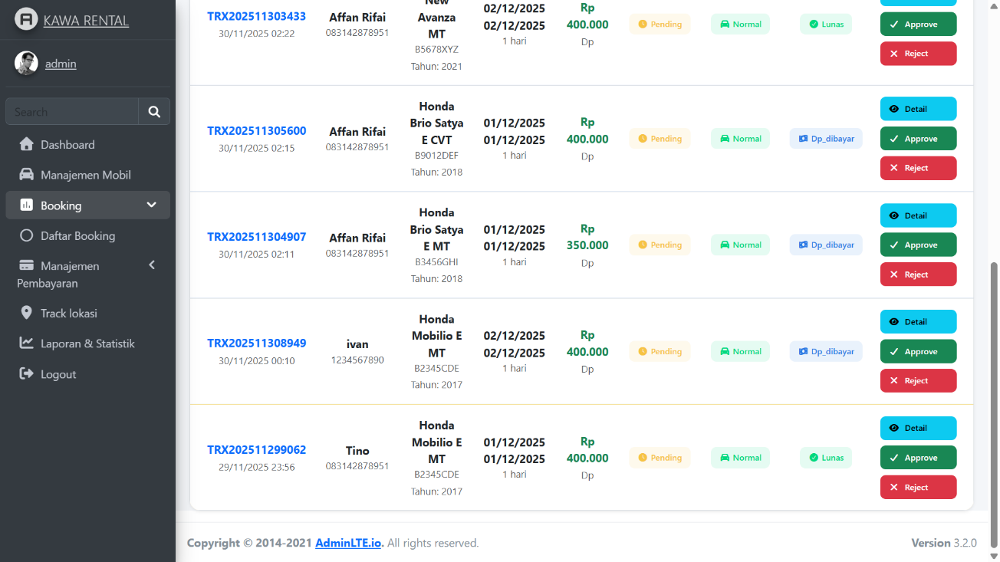 KAWA RENTAL
admin
Search
Dashboard
Manajemen Mobil
Booking
Daftar Booking
Manajemen
Pembayaran
Track lokasi
Laporan & Statistik
Logout
TRX202511303433
30/11/2025 02:22
Affan Rifai
083142878951
New
Avanza
MT
B5678XYZ
Tahun: 2021
02/12/2025
02/12/2025
1 hari
Rp
400.000
Dp
Pending
Normal
Lunas
Approve
Reject
TRX202511305600
30/11/2025 02:15
Affan Rifai
083142878951
Honda
Brio Satya
E CVT
B9012DEF
Tahun: 2018
01/12/2025
01/12/2025
1 hari
Rp
400.000
Dp
Pending
Normal
Dp_dibayar
Detail
Approve
Reject
TRX202511304907
30/11/2025 02:11
Affan Rifai
083142878951
Honda
Brio Satya
E MT
B3456GHI
Tahun: 2018
01/12/2025
01/12/2025
1 hari
Rp
350.000
Dp
Pending
Normal
Dp_dibayar
Detail
Approve
Reject
TRX202511308949
30/11/2025 00:10
ivan
1234567890
Honda
Mobilio E
MT
B2345CDE
Tahun: 2017
02/12/2025
02/12/2025
1 hari
Rp
400.000
Dp
Pending
Normal
Dp_dibayar
Detail
Approve
Reject
TRX202511299062
29/11/2025 23:56
Tino
083142878951
Honda
Mobilio E
MT
B2345CDE
Tahun: 2017
01/12/2025
01/12/2025
1 hari
Rp
400.000
Dp
Pending
Normal
Lunas
Detail
Approve
Reject
Copyright © 2014-2021 AdminLTE.io. All rights reserved.
Version 3.2.0